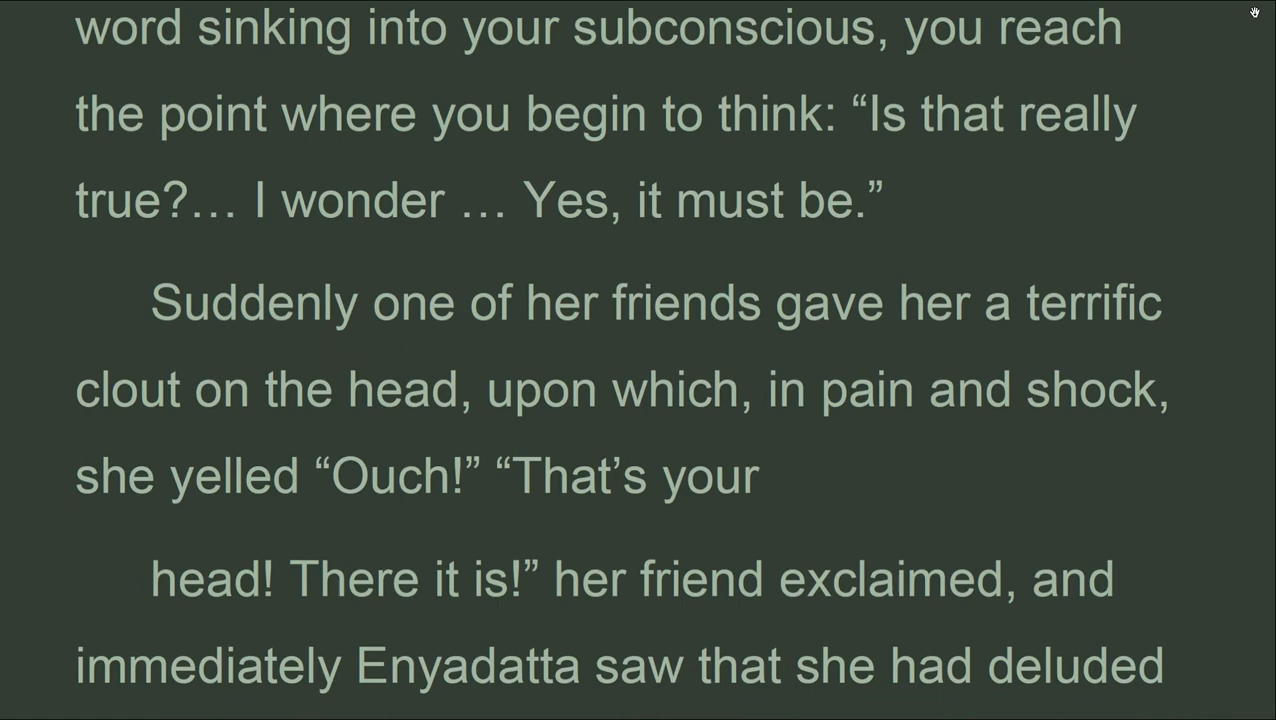 word sinking into your subconscious, you reach
the point where you begin to think: “Is that really
true?… I wonder … Yes, it must be.”
Suddenly one of her friends gave her a terrific
clout on the head, upon which, in pain and shock,
she yelled “Ouch!” “That’s your
head! There it is!” her friend exclaimed, and
immediately Enyadatta saw that she had deluded